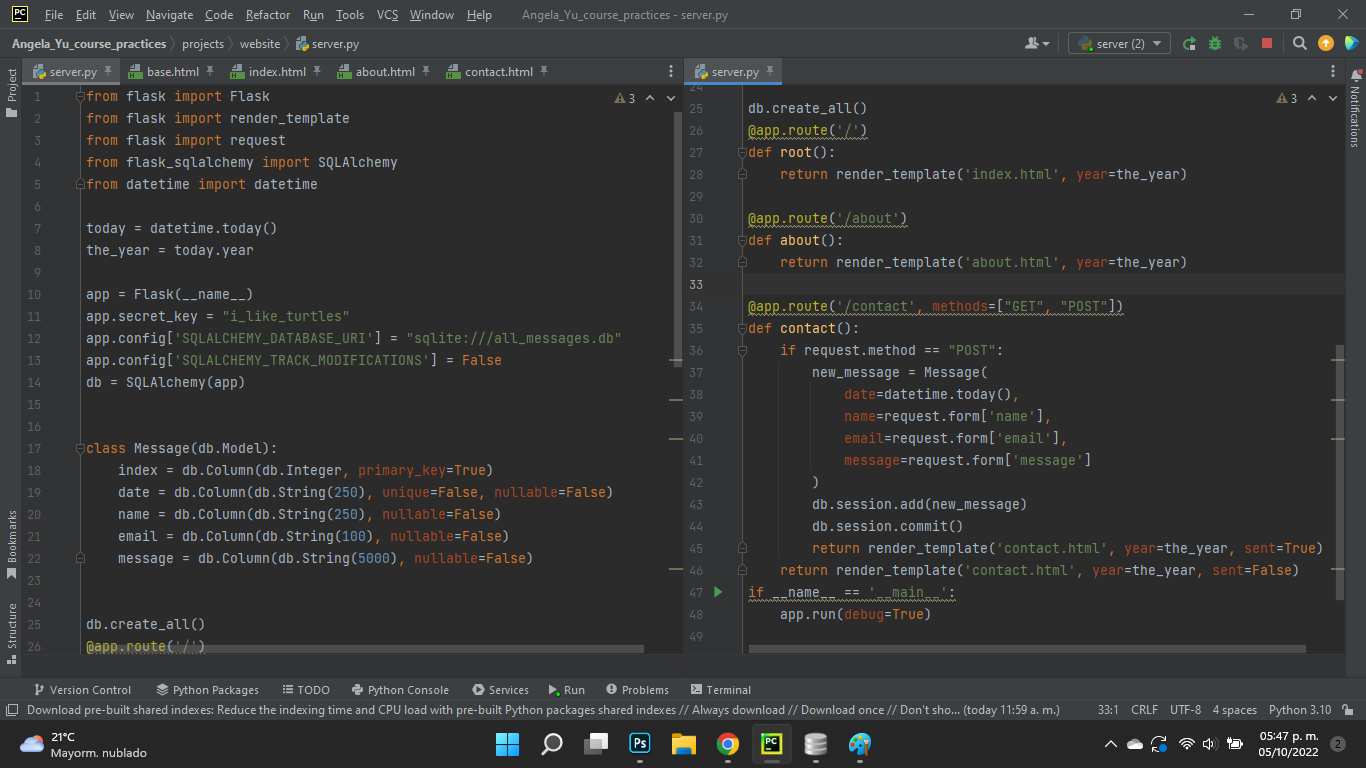 PC File Edit View Navigate Code Refactor Run Tools VCS Window Help Angela_Yu_course_practices - server.py
Angela_Yu_course_practices projects website server.py server (2)
Project
server.py base.html index.html about.html contact.html
1 from flask import Flask
2 from flask import render_template
3 from flask import request
4 from flask_sqlalchemy import SQLAlchemy
5 from datetime import datetime
6
7 today = datetime.today()
8 the_year = today.year
9
10 app = Flask(__name__)
11 app.secret_key = "i_like_turtles"
12 app.config['SQLALCHEMY_DATABASE_URI'] = "sqlite:///all_messages.db"
13 app.config['SQLALCHEMY_TRACK_MODIFICATIONS'] = False
14 db = SQLAlchemy(app)
15
16
17 class Message(db.Model):
18 index = db.Column(db.Integer, primary_key=True)
19 date = db.Column(db.String(250), unique=False, nullable=False)
20 name = db.Column(db.String(250), nullable=False)
21 email = db.Column(db.String(100), nullable=False)
22 message = db.Column(db.String(5000), nullable=False)
23
24
25 db.create_all()
26 @app.route('/')
3
server.py
24
25 db.create_all()
26 @app.route('/')
27 def root():
28 return render_template('index.html', year=the_year)
29
30 @app.route('/about')
31 def about():
32 return render_template('about.html', year=the_year)
33
34 @app.route('/contact', methods=["GET", "POST"])
35 def contact():
36 if request.method == "POST":
37 new_message = Message(
38 date=datetime.today(),
39 name=request.form['name'],
40 email=request.form['email'],
41 message=request.form['message']
42 )
43 db.session.add(new_message)
44 db.session.commit()
45 return render_template('contact.html', year=the_year, sent=True)
46 return render_template('contact.html', year=the_year, sent=False)
47 if __name__ == '__main__':
48 app.run(debug=True)
49
3
Notifications
Bookmarks
Structure
Version Control Python Packages TODO Python Console Services Run Problems Terminal
Download pre-built shared indexes: Reduce the indexing time and CPU load with pre-built Python packages shared indexes // Always download // Download once // Don't sho... (today 11:59 a. m.) 33:1 CRLF UTF-8 4 spaces Python 3.10
21°C
Mayorm. nublado
Ps
PC
05:47 p. m.
05/10/2022
2